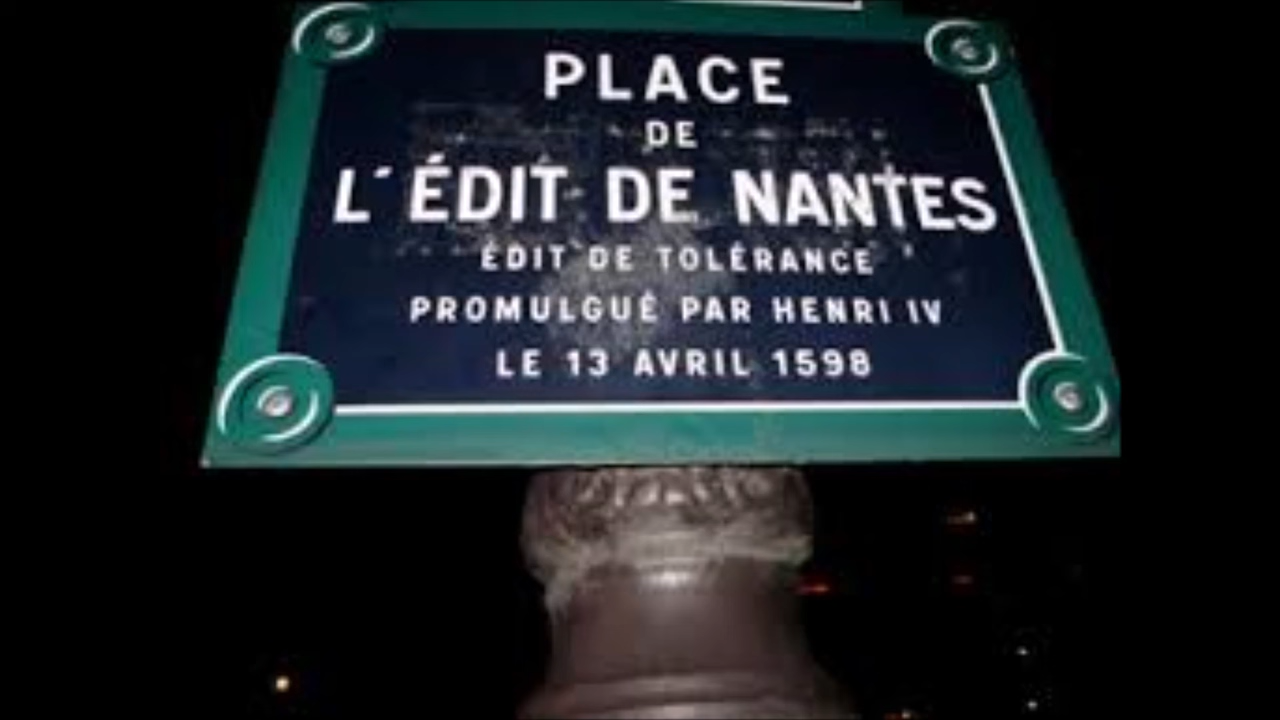 PLACE
DE
L'ÉDIT DE NANTES
ÉDIT DE TOLÉRANCE
PROMULGUÉ PAR HENRI IV
LE 13 AVRIL 1598